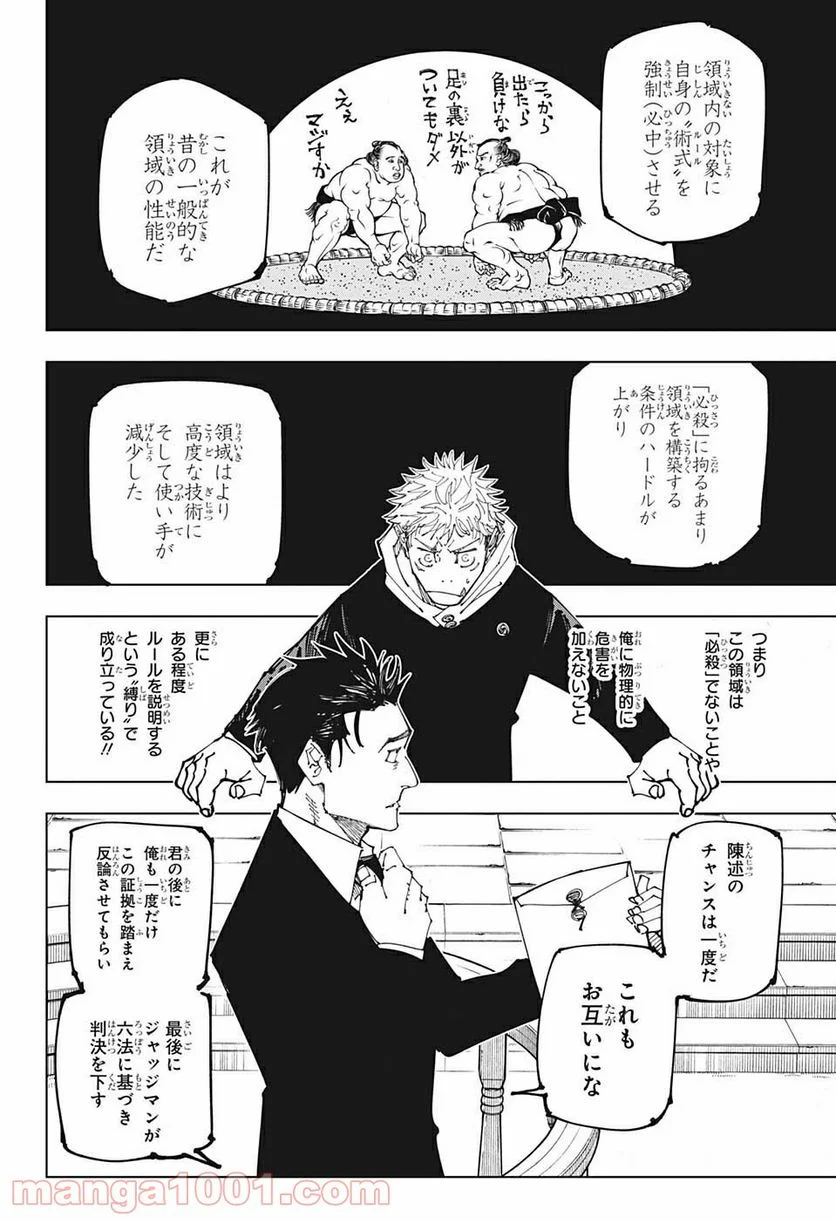 領域内の対象に
自身の〝術式〟を
強制(必中)させる
こっから
出たら
負けな
足の裏以外が
ついてもダメ
ええ
マジすか
これが
昔の一般的な
領域の性能だ
「必殺」に拘るあまり
領域を構築する
条件のハードルが
上がり
領域はより
高度な技術に
そして使い手が
減少した
つまり
この領域は
「必殺」でないことや
俺に物理的に
危害を
加えないこと
更に
ある程度
ルールを説明する
という〝縛り〟で
成り立っている!!
陳述の
チャンスは一度だ
これも
お互いにな
君の後に
俺も一度だけ
この証拠を踏まえ
反論させてもらい
最後に
ジャッジマンが
六法に基づき
判決を下す
manga1001.com